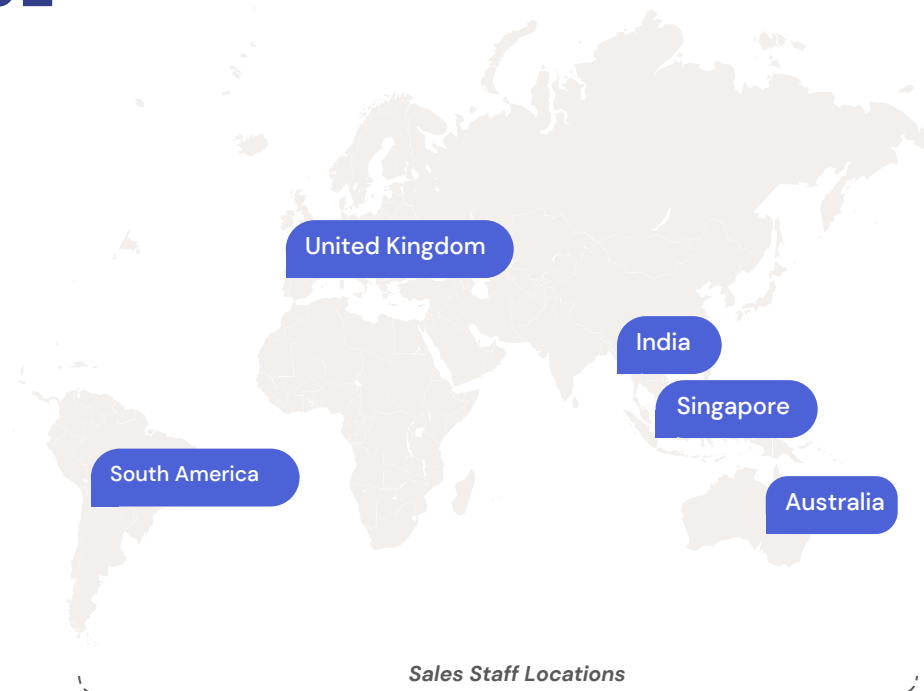 United Kingdom
India
Singapore
South America
Australia
Sales Staff Locations